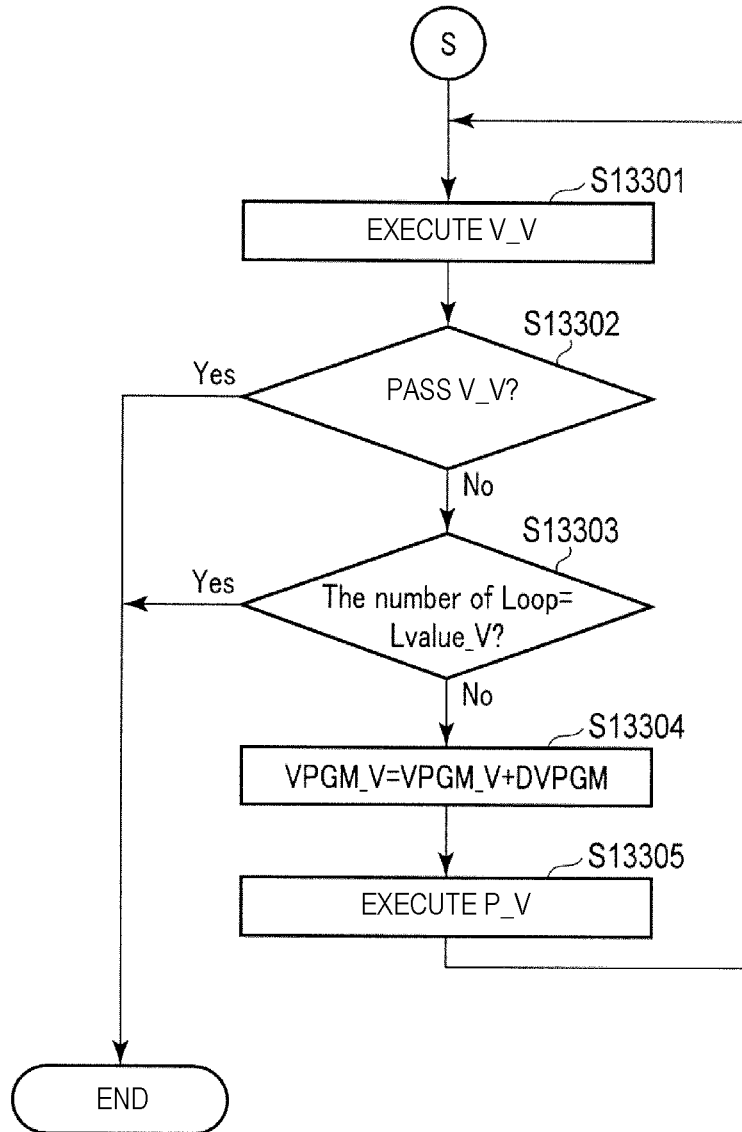 S
S13301
EXECUTE V_V
S13302
Yes
PASS V_V?
No
S13303
Yes
The number of Loop=
Lvalue_V?
No
S13304
VPGM_V=VPGM_V+DVPGM
S13305
EXECUTE P_V
END